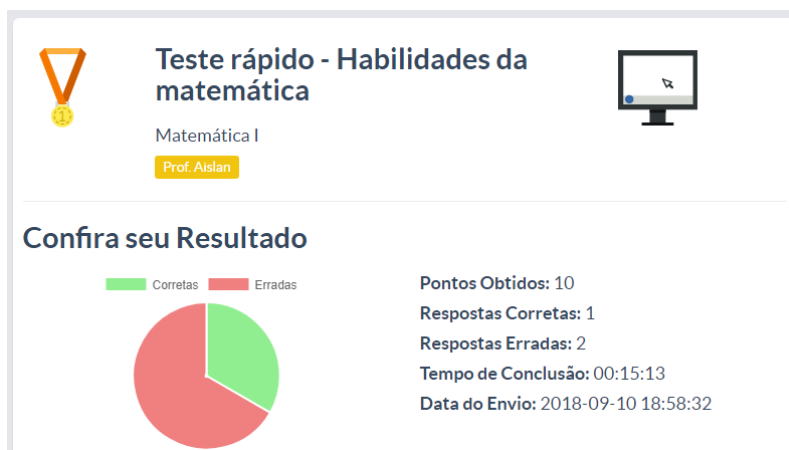 Teste rápido - Habilidades da
matemática
Matemática I
Prof. Aislan
Confira seu Resultado
Corretas Erradas
Pontos Obtidos: 10
Respostas Corretas: 1
Respostas Erradas: 2
Tempo de Conclusão: 00:15:13
Data do Envio: 2018-09-10 18:58:32
1